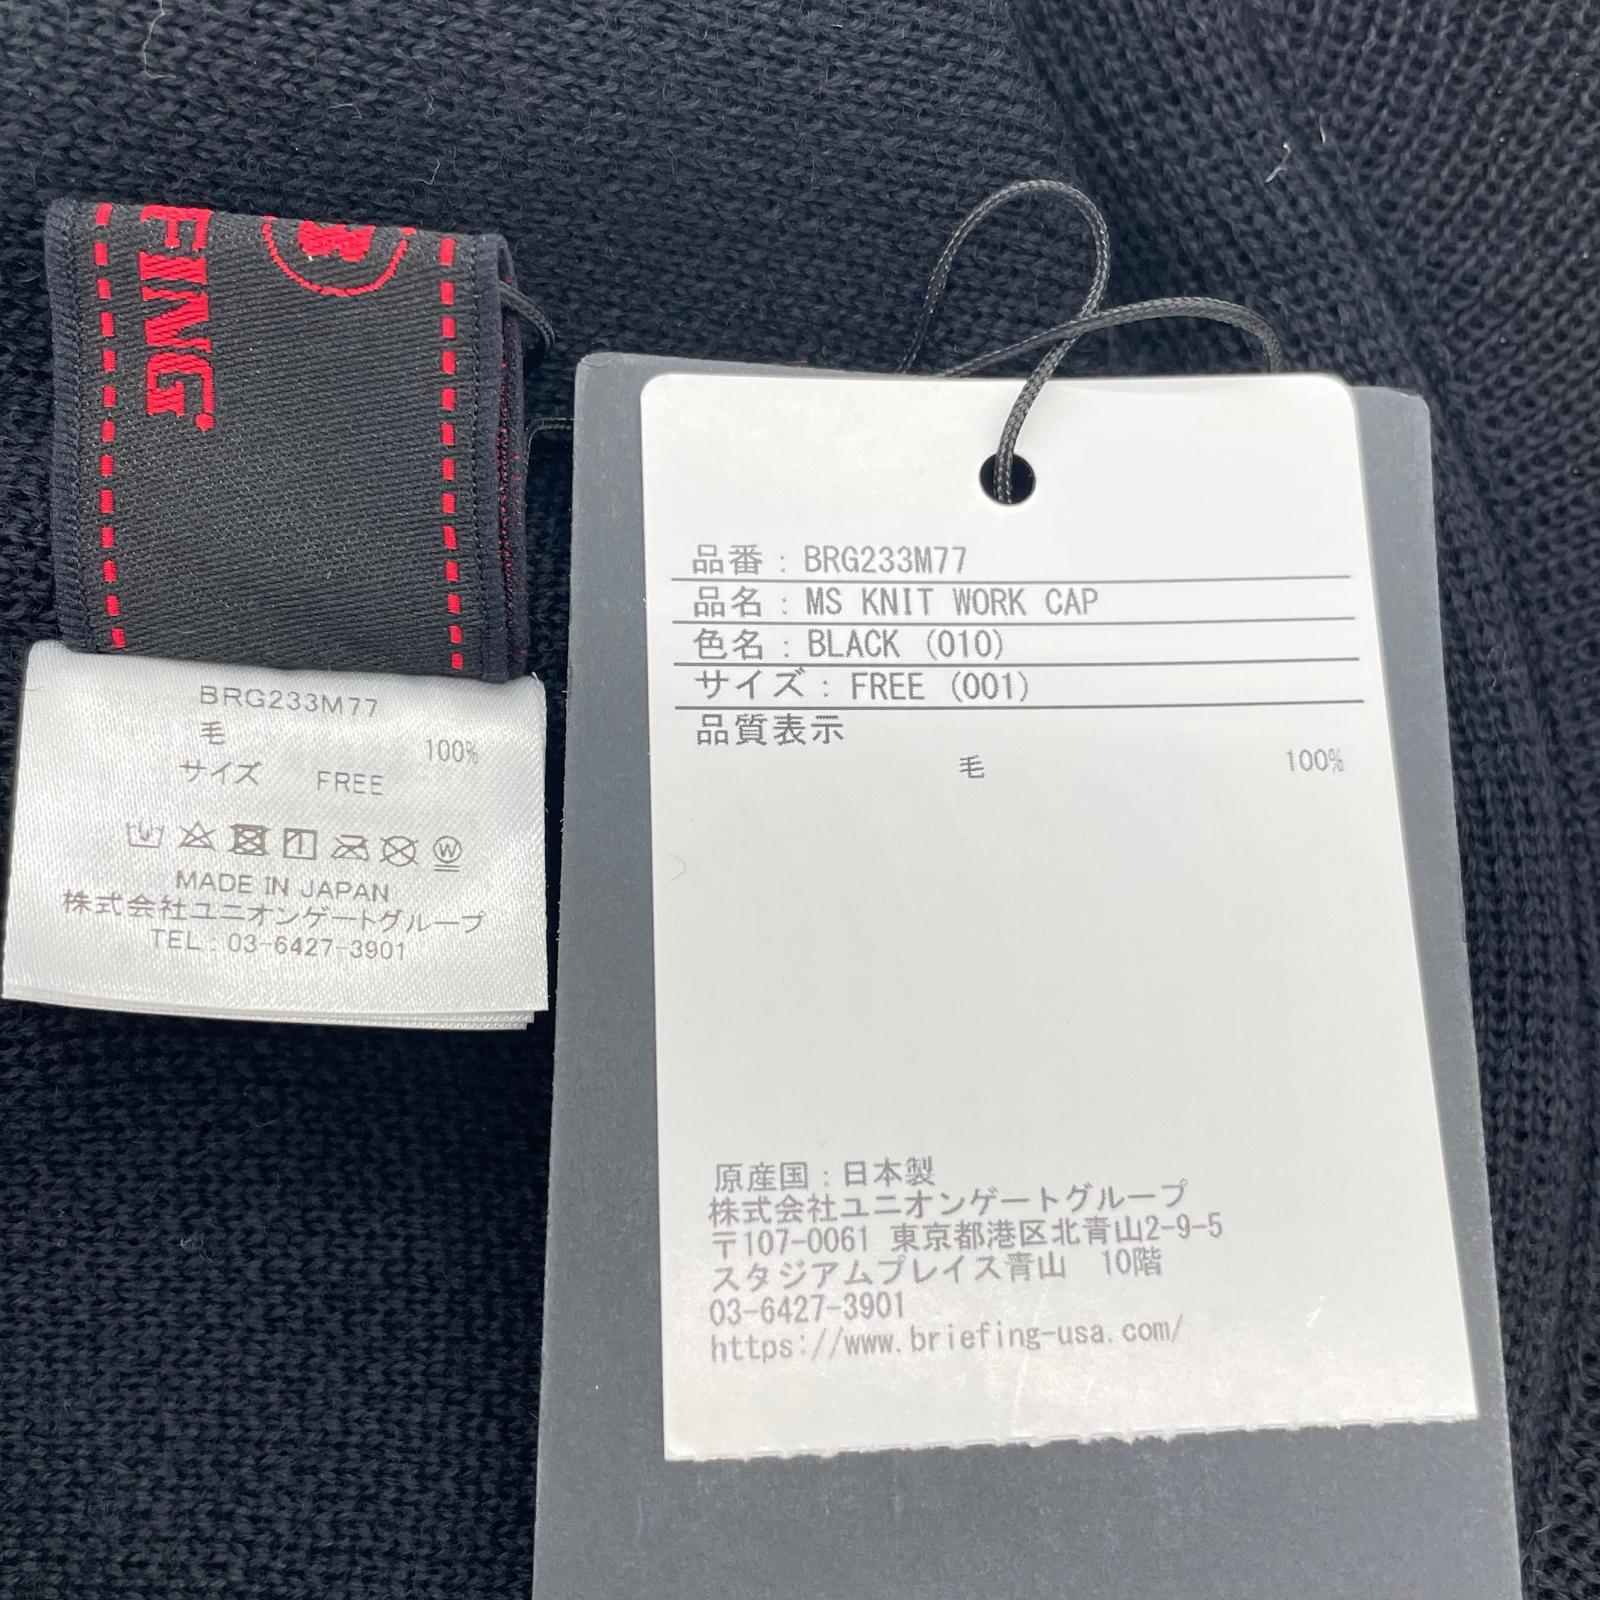 FING
BRG233M77
毛 100%
サイズ FREE
MADE IN JAPAN
株式会社ユニオンゲートグループ
TEL : 03-6427-3901
品番 : BRG233M77
品名 : MS KNIT WORK CAP
色名 : BLACK (010)
サイズ : FREE (001)
品質表示
毛 100%
原産国 : 日本製
株式会社ユニオンゲートグループ
〒107-0061 東京都港区北青山2-9-5
スタジアムプレイス青山 10階
03-6427-3901
https://www.briefing-usa.com/